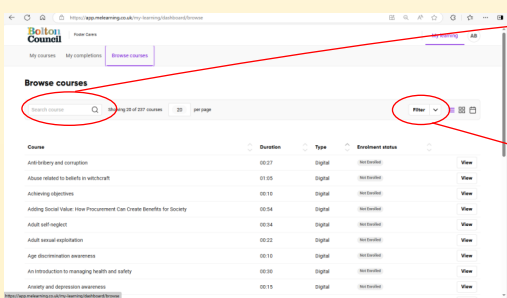 https://app.melearning.co.uk/my-learning/dashboard/browse
Bolton Council
Foster Carers
My learning
AB
My courses
My completions
Browse courses
Browse courses
Search course
Showing 20 of 237 courses
20
per page
Filter
Course
Duration
Type
Enrolment status
Anti-bribery and corruption
00:27
Digital
Not Enrolled
View
Abuse related to beliefs in witchcraft
01:05
Digital
Not Enrolled
View
Achieving objectives
00:10
Digital
Not Enrolled
View
Adding Social Value: How Procurement Can Create Benefits for Society
00:54
Digital
Not Enrolled
View
Adult self-neglect
00:34
Digital
Not Enrolled
View
Adult sexual exploitation
00:22
Digital
Not Enrolled
View
Age discrimination awareness
00:10
Digital
Not Enrolled
View
An Introduction to managing health and safety
00:30
Digital
Not Enrolled
View
Anxiety and depression awareness
00:15
Digital
Not Enrolled
View
https://app.melearning.co.uk/my-learning/dashboard/browse